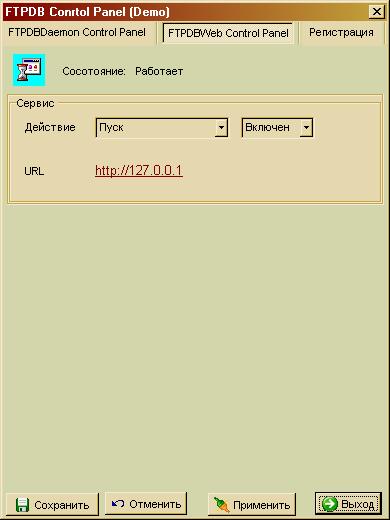 FTPDB Conrtol Panel (Demo)
FTPDBDaemon Control Panel FTPDBWeb Control Panel Регистрация
Сосотояние: Работает
Сервис
Действие Пуск Включен
URL http://127.0.0.1
Сохранить Отменить Применить Выход